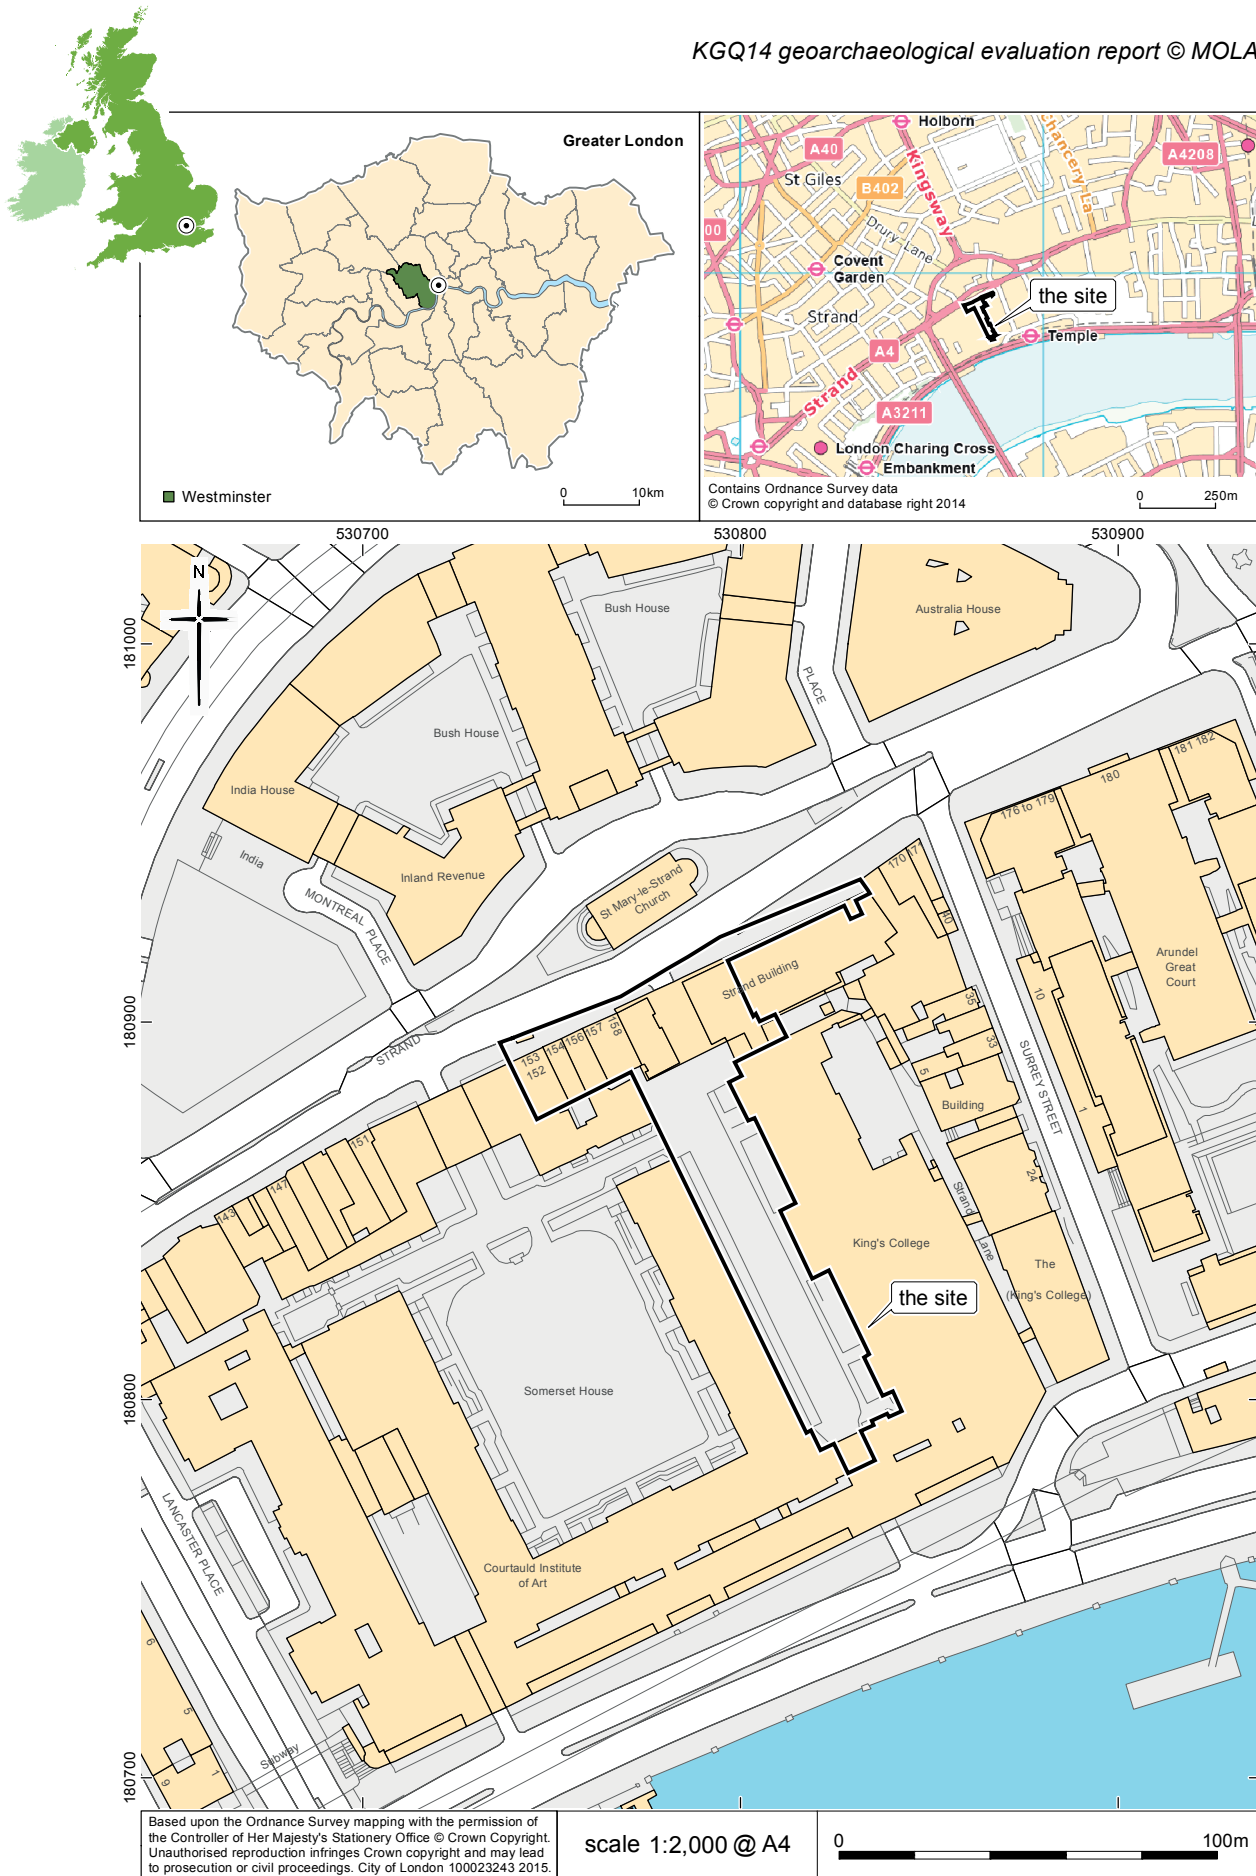 KGQ14 geoarchaeological evaluation report © MOLA
Greater London
Westminster
0 10km
Holborn
A40
Kingsway
Chancery La
A4208
St Giles
B402
Drury Lane
00
Covent
Garden
the site
Strand
Temple
A4
Strand
A3211
London Charing Cross
Embankment
Contains Ordnance Survey data
© Crown copyright and database right 2014
0 250m
530700
530800
530900
N
181000
180900
180800
180700
Bush House
Australia House
PLACE
Bush House
India House
India
MONTREAL PLACE
Inland Revenue
St Mary-le-Strand
Church
181 182
180
176 to 179
170 171
40
Arundel
Great
Court
10
Strand Building
35
33
5
Building
SURREY STREET
1
24
STRAND
153
152
154
156
157
158
151
147
143
Strand
Lane
King's College
The
(King's College)
the site
Somerset House
LANCASTER PLACE
Courtauld Institute
of Art
6
5
Subway
1
9
Based upon the Ordnance Survey mapping with the permission of
the Controller of Her Majesty's Stationery Office © Crown Copyright.
Unauthorised reproduction infringes Crown copyright and may lead
to prosecution or civil proceedings. City of London 100023243 2015.
scale 1:2,000 @ A4
0 100m